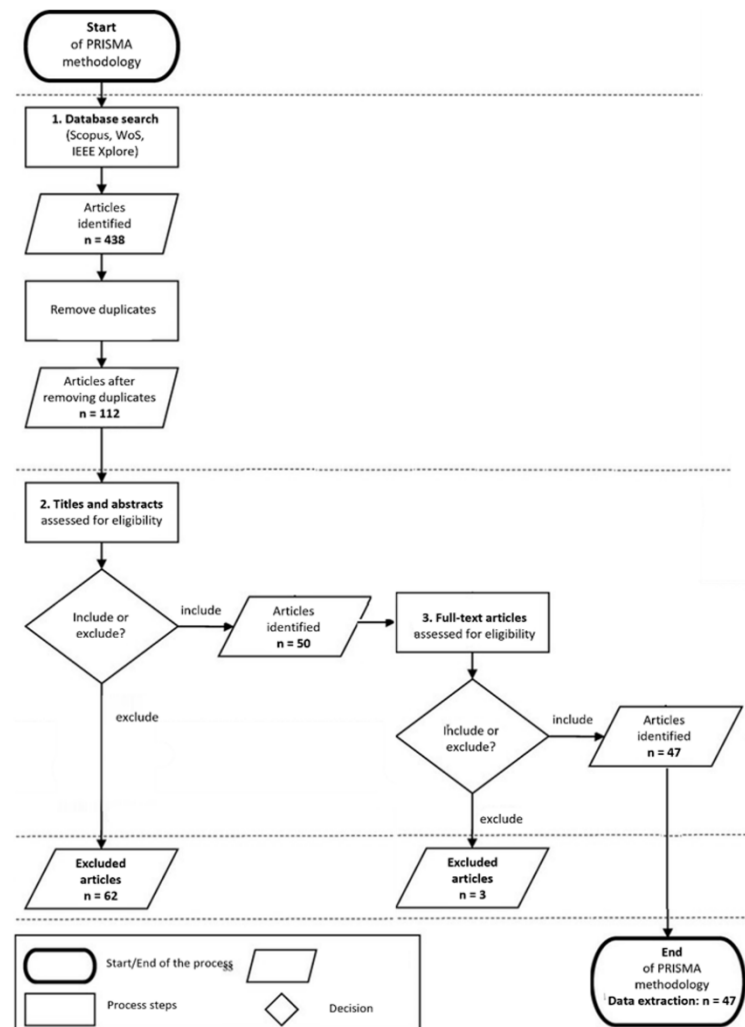 Start
of PRISMA
methodology
1. Database search
(Scopus, WoS,
IEEE Xplore)
Articles
identified
n = 438
Remove duplicates
Articles after
removing duplicates
n = 112
2. Titles and abstracts
assessed for eligibility
Include or
exclude?
include
Articles
identified
n = 50
3. Full-text articles
assessed for eligibility
exclude
Include or
exclude?
include
Articles
identified
n = 47
exclude
Excluded
articles
n = 62
Excluded
articles
n = 3
Start/End of the process
Process steps
Decision
End
of PRISMA
methodology
Data extraction: n = 47